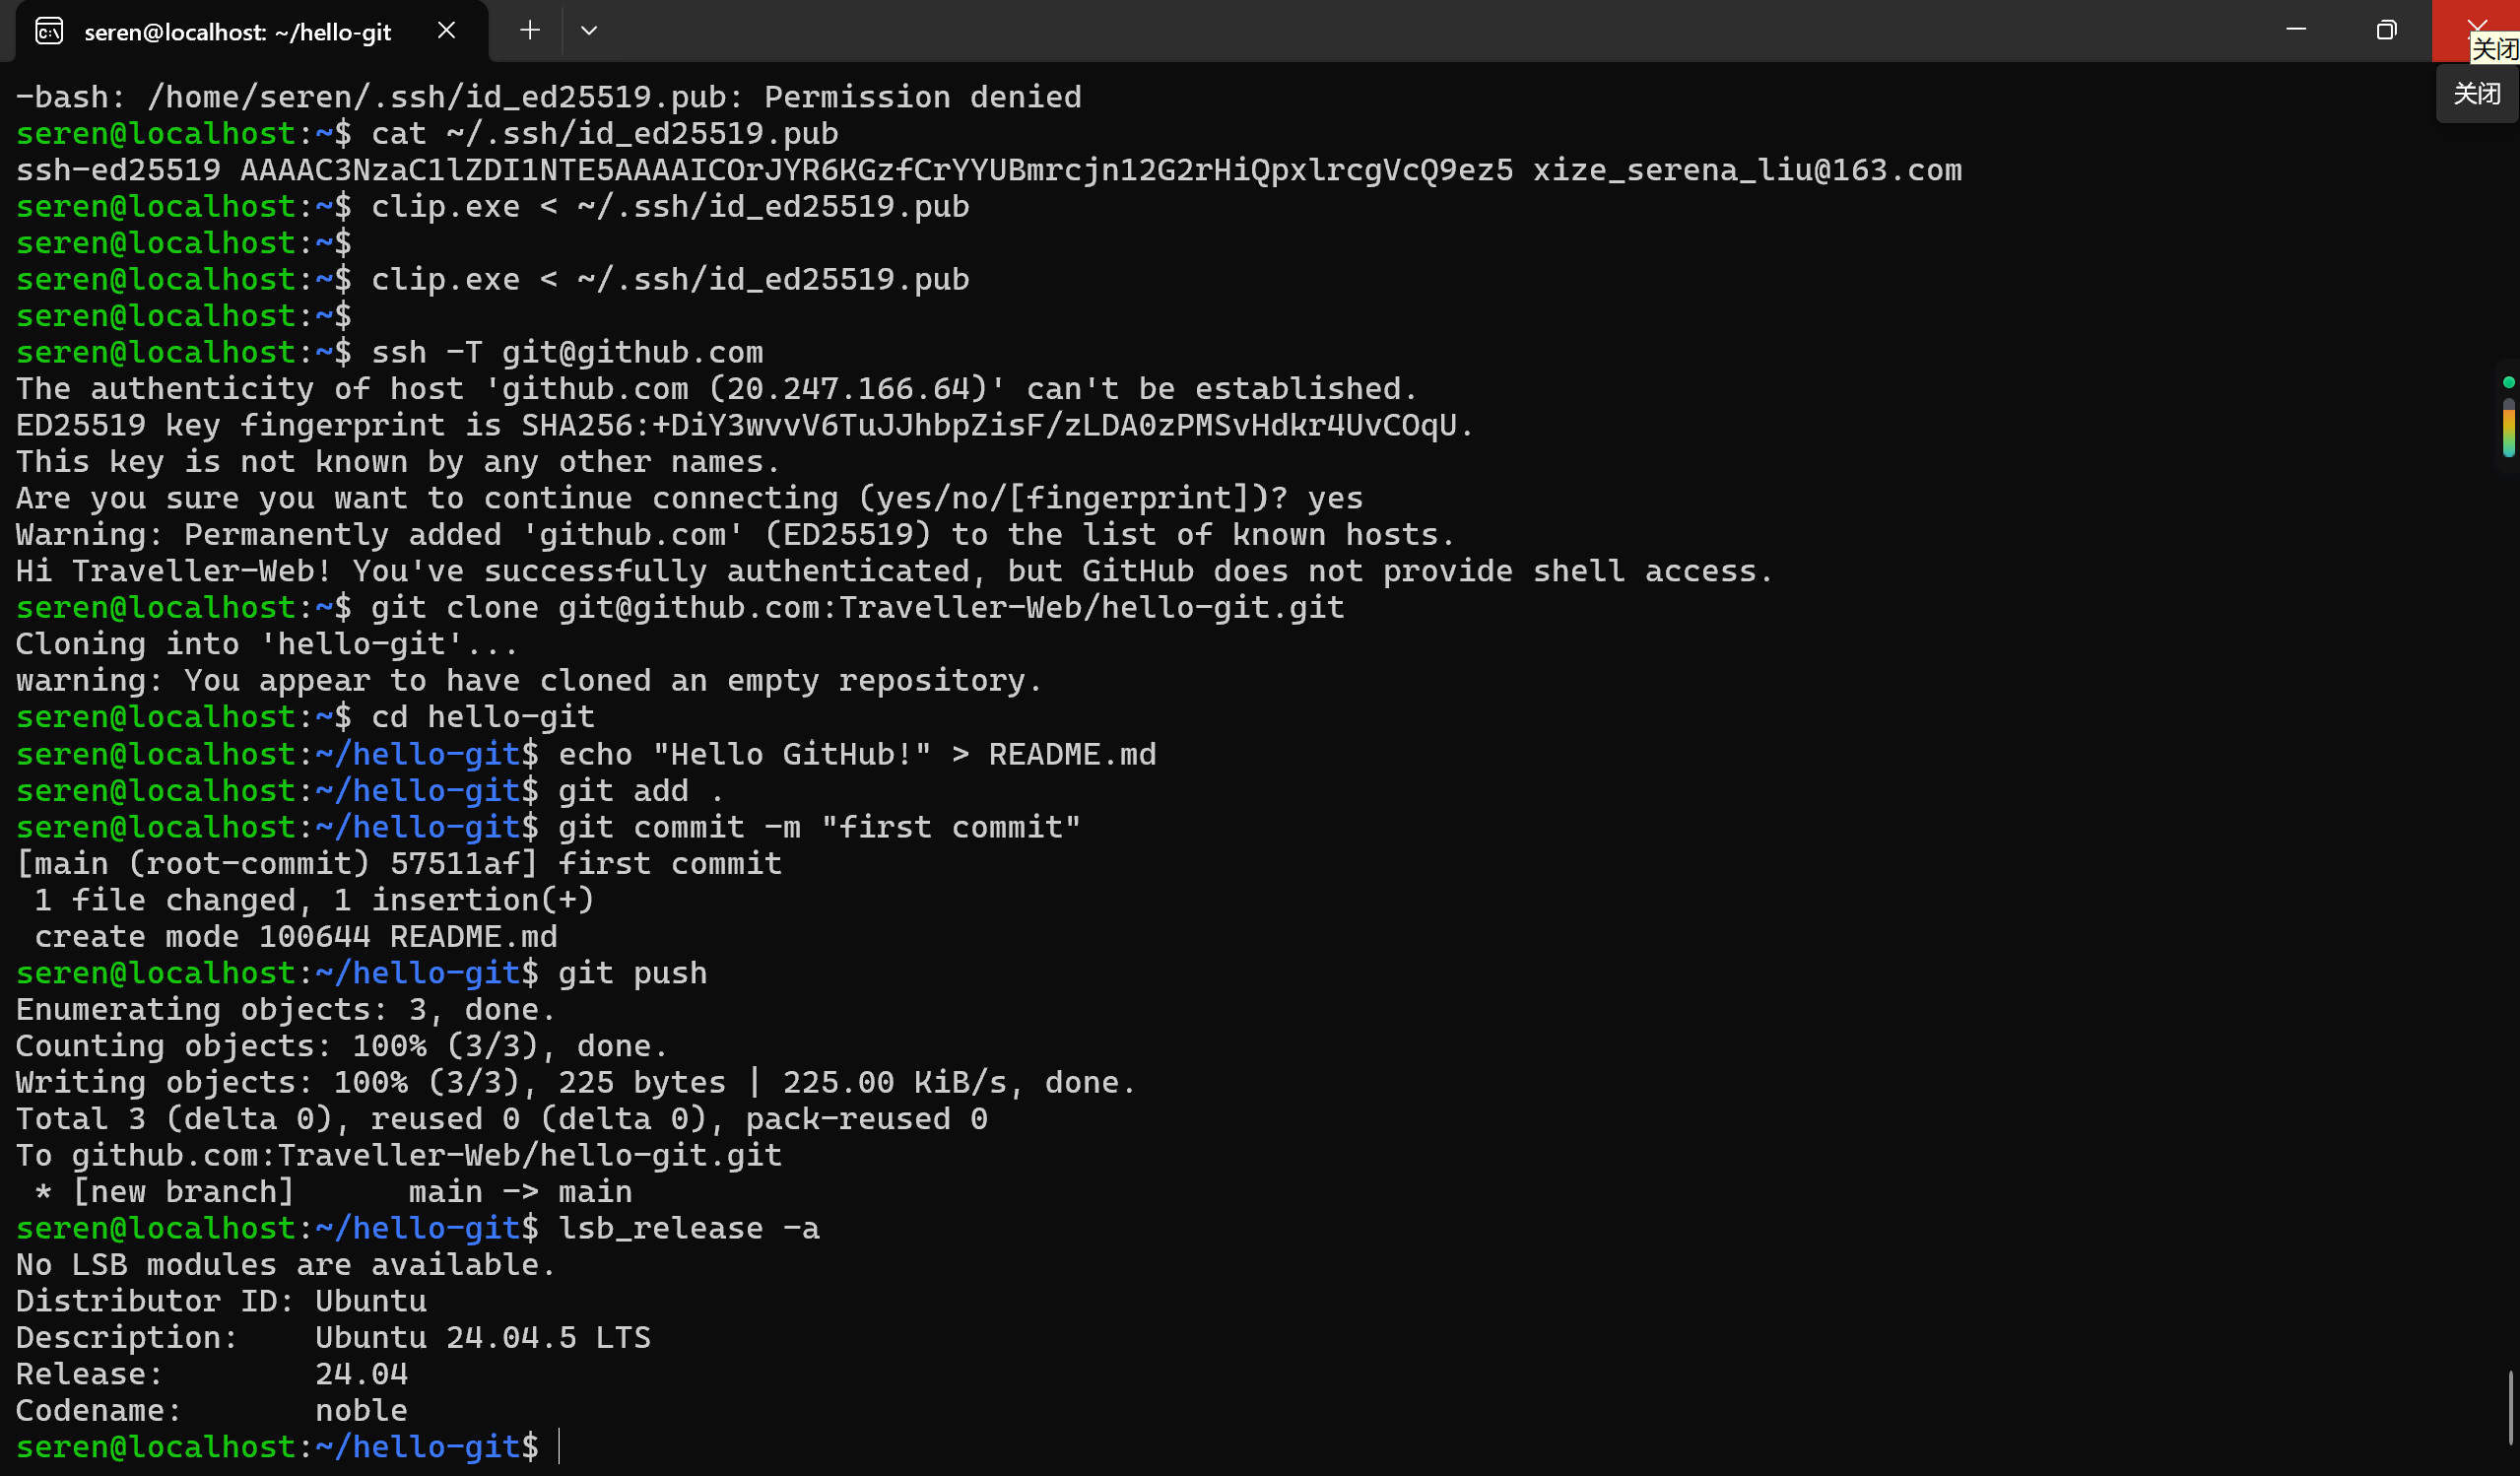 seren@localhost: ~/hello-git
关闭
关闭
-bash: /home/seren/.ssh/id_ed25519.pub: Permission denied
seren@localhost:~$ cat ~/.ssh/id_ed25519.pub
ssh-ed25519 AAAAC3NzaC1lZDI1NTE5AAAAICOrJYR6KGzfCrYYUBmrcjn12G2rHiQpxlrcgVcQ9ez5 xize_serena_liu@163.com
seren@localhost:~$ clip.exe < ~/.ssh/id_ed25519.pub
seren@localhost:~$
seren@localhost:~$ clip.exe < ~/.ssh/id_ed25519.pub
seren@localhost:~$
seren@localhost:~$ ssh -T git@github.com
The authenticity of host 'github.com (20.247.166.64)' can't be established.
ED25519 key fingerprint is SHA256:+DiY3wvvV6TuJJhbpZisF/zLDA0zPMSvHdkr4UvCOqU.
This key is not known by any other names.
Are you sure you want to continue connecting (yes/no/[fingerprint])? yes
Warning: Permanently added 'github.com' (ED25519) to the list of known hosts.
Hi Traveller-Web! You've successfully authenticated, but GitHub does not provide shell access.
seren@localhost:~$ git clone git@github.com:Traveller-Web/hello-git.git
Cloning into 'hello-git'...
warning: You appear to have cloned an empty repository.
seren@localhost:~$ cd hello-git
seren@localhost:~/hello-git$ echo "Hello GitHub!" > README.md
seren@localhost:~/hello-git$ git add .
seren@localhost:~/hello-git$ git commit -m "first commit"
[main (root-commit) 57511af] first commit
 1 file changed, 1 insertion(+)
 create mode 100644 README.md
seren@localhost:~/hello-git$ git push
Enumerating objects: 3, done.
Counting objects: 100% (3/3), done.
Writing objects: 100% (3/3), 225 bytes | 225.00 KiB/s, done.
Total 3 (delta 0), reused 0 (delta 0), pack-reused 0
To github.com:Traveller-Web/hello-git.git
 * [new branch]      main -> main
seren@localhost:~/hello-git$ lsb_release -a
No LSB modules are available.
Distributor ID: Ubuntu
Description:    Ubuntu 24.04.5 LTS
Release:        24.04
Codename:       noble
seren@localhost:~/hello-git$